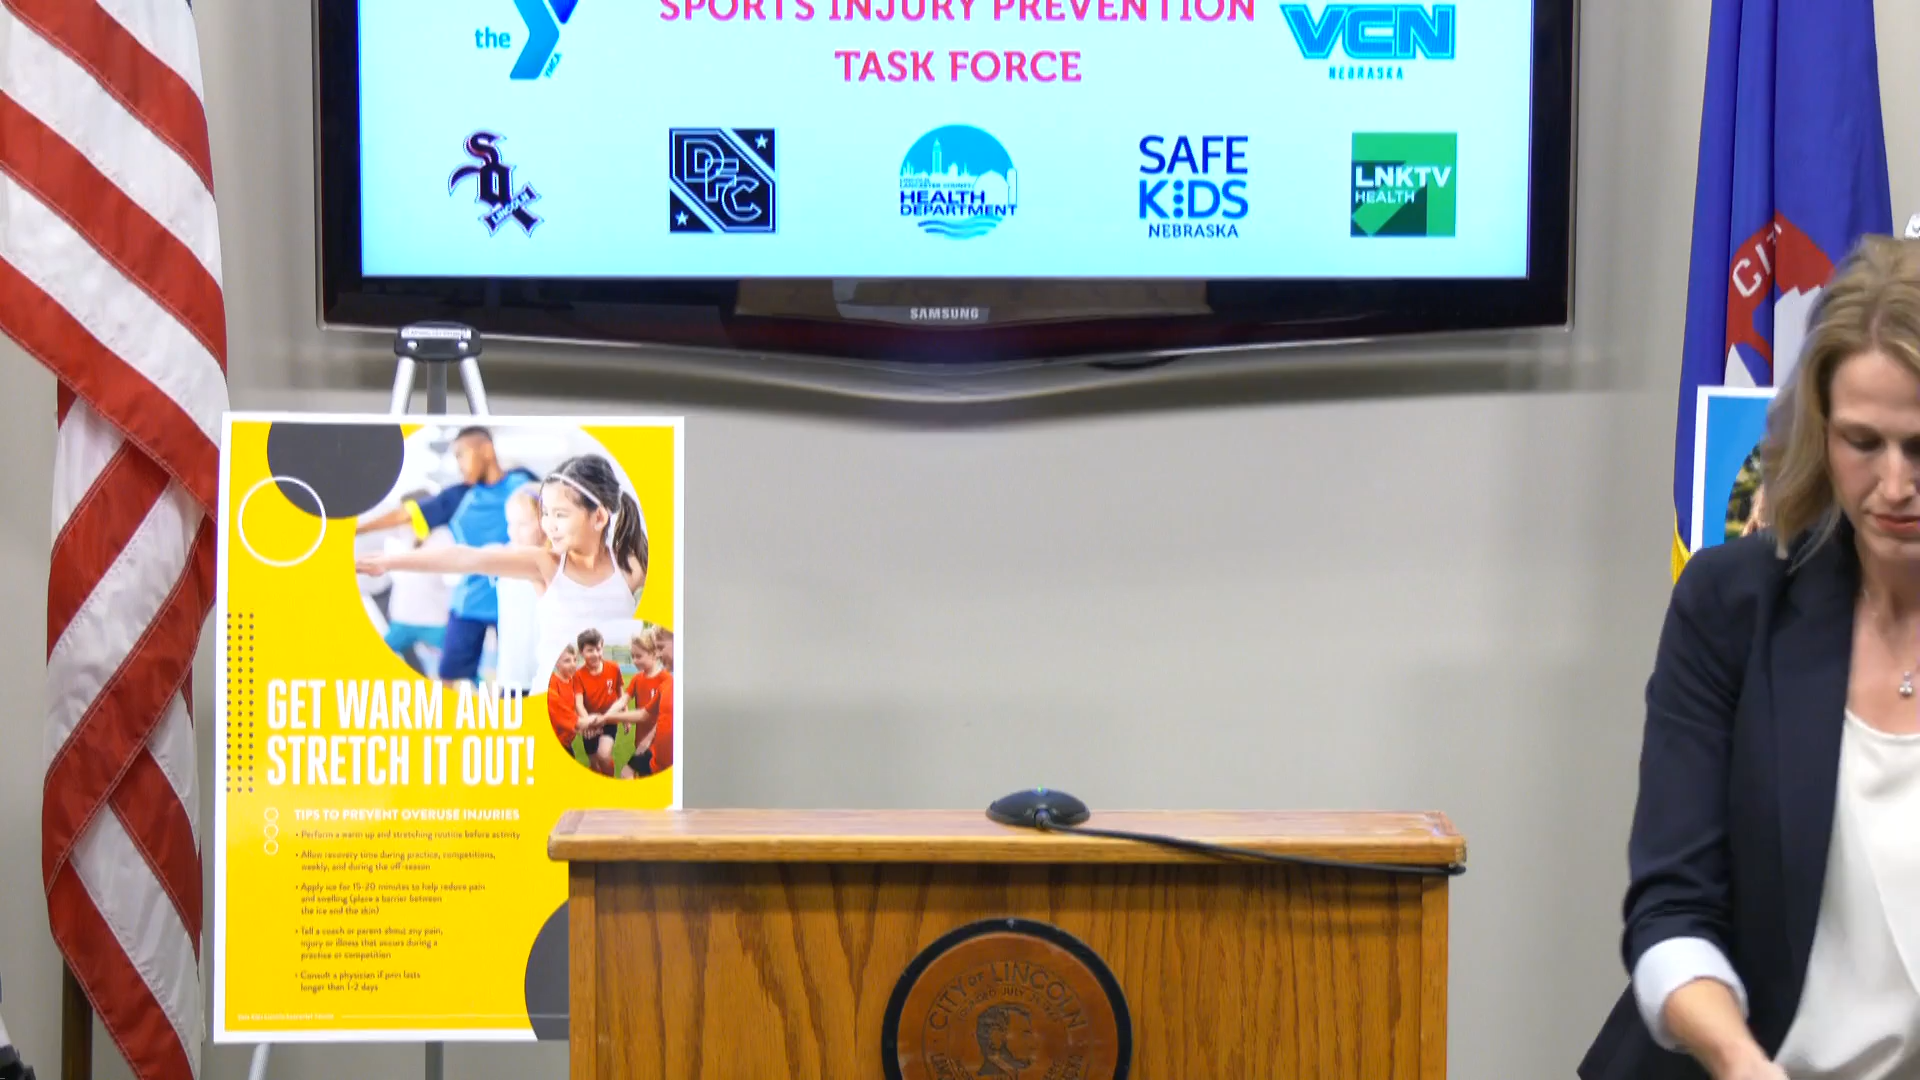 SPORTS INJURY PREVENTION
TASK FORCE
the
YMCA
VCN
NEBRASKA
LINCOLN
DFC
HEALTH
DEPARTMENT
SAFE
KIDS
NEBRASKA
LNKTV
HEALTH
SAMSUNG
CIT
GET WARM AND
STRETCH IT OUT!
TIPS TO PREVENT OVERUSE INJURIES
• Perform a warm up and stretching routine before activity
• Allow recovery time during practice, competitions,
weekly, and during the off-season
• Apply ice for 15-20 minutes to help reduce pain
and swelling (place a barrier between
the ice and the skin)
• Tell a coach or parent about any pain,
injury or illness that occurs during a
practice or competition
• Consult a physician if pain lasts
longer than 1-2 days
CITY OF LINCOLN